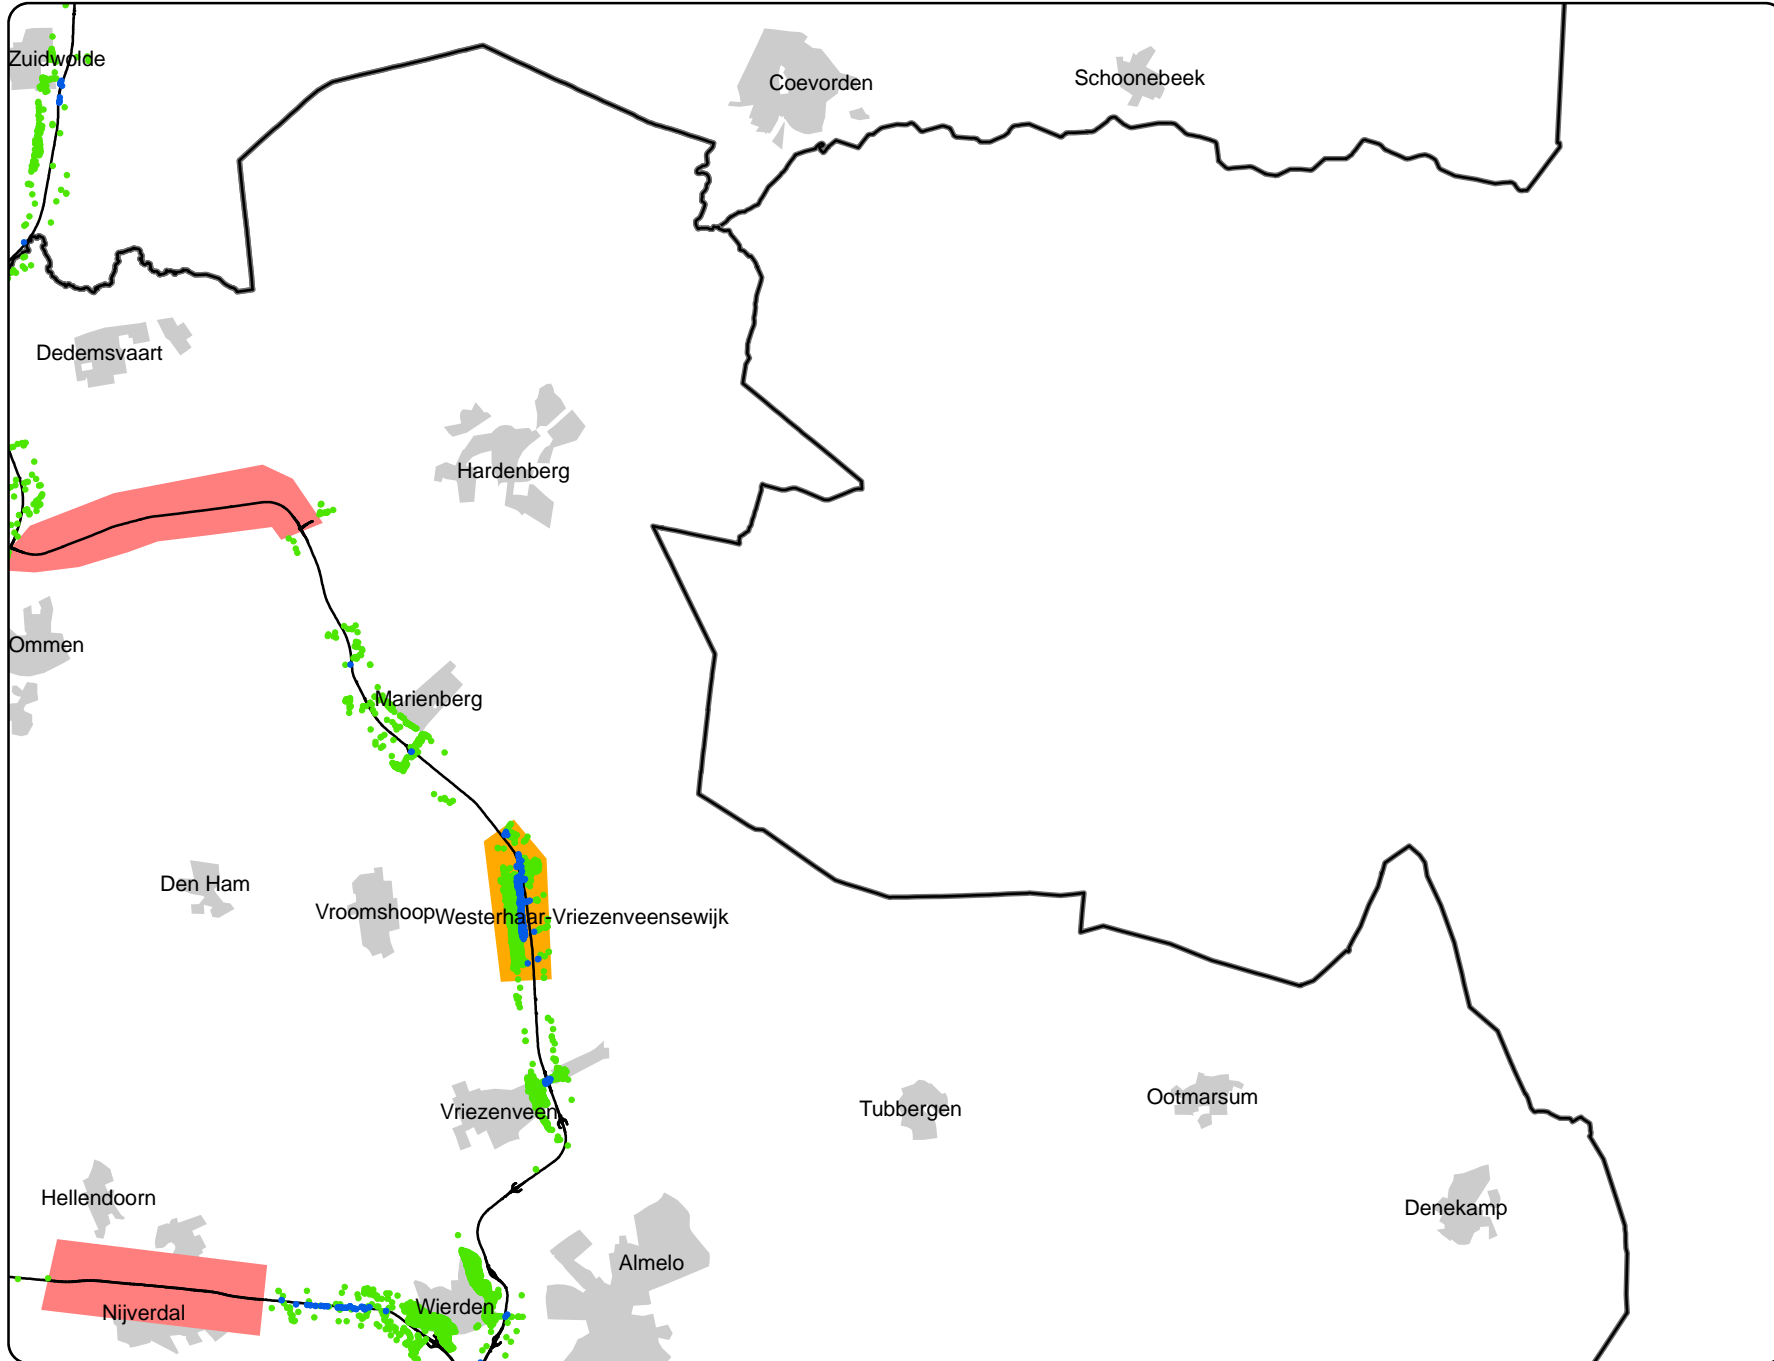 Zuidwolde
Coevorden
Schoonebeek
Dedemsvaart
Hardenberg
Ommen
Marienberg
Den Ham
Vroomshoop
Westerhaar-Vriezenveensewijk
Vriezenveen
Tubbergen
Ootmarsum
Hellendoorn
Denekamp
Almelo
Nijverdal
Wierden